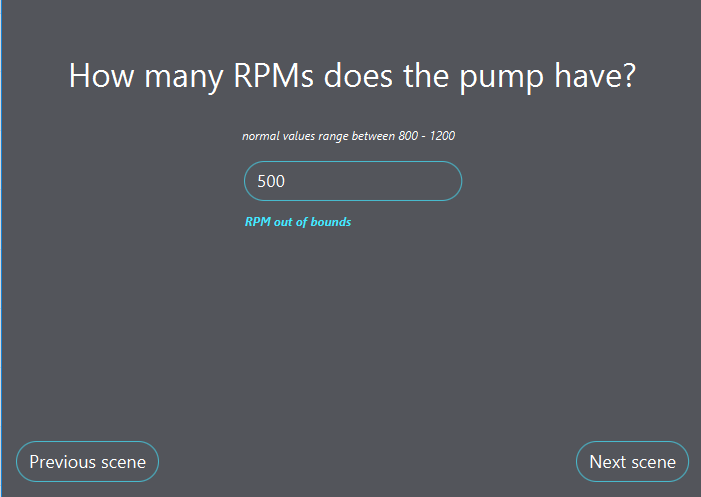 How many RPMs does the pump have?
normal values range between 800 - 1200
500
RPM out of bounds
Previous scene
Next scene